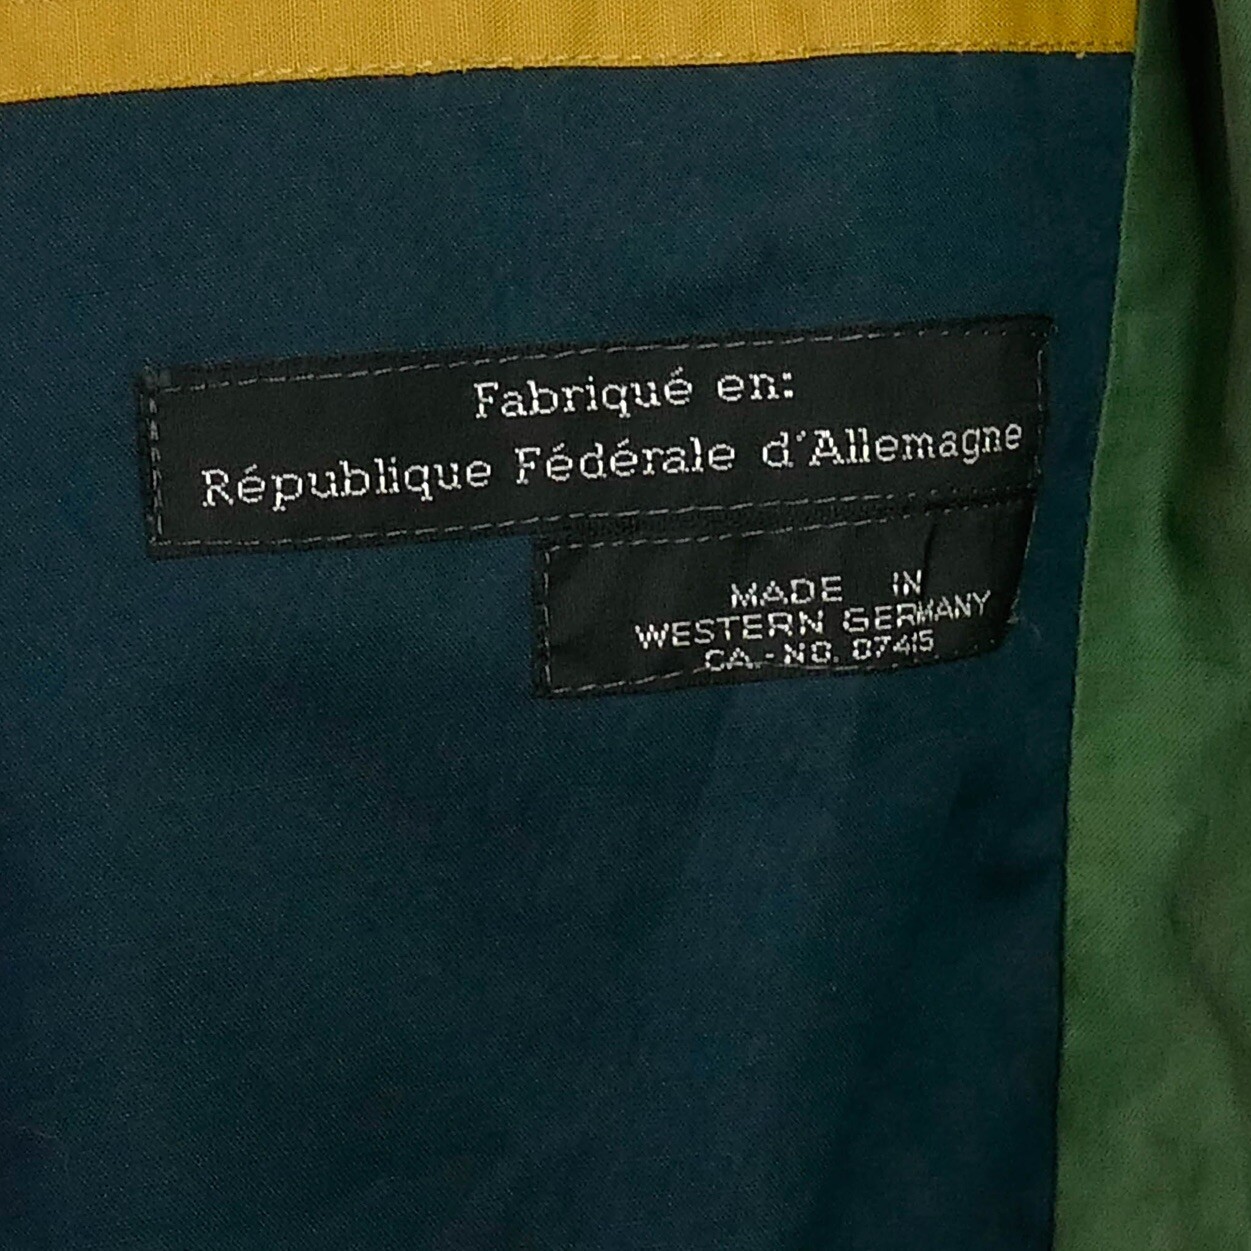 Fabriqué en:
République Fédérale d'Allemagne
MADE IN
WESTERN GERMANY
CA.-NO. 07415